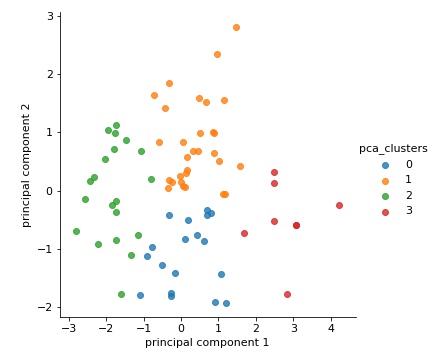 3
2
1
0
−1
−2
principal component 2
−3 −2 −1 0 1 2 3 4
principal component 1
pca_clusters
0
1
2
3